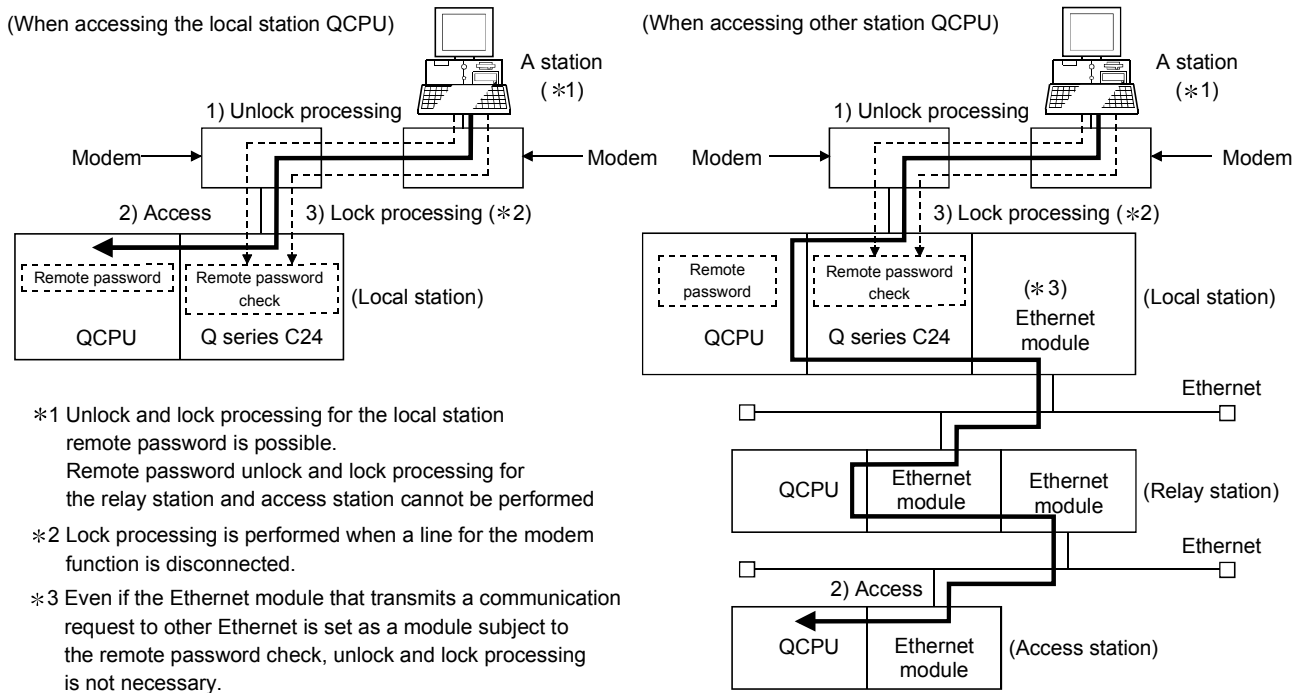 (When accessing the local station QCPU)
A station
(*1)
1) Unlock processing
Modem
Modem
2) Access
3) Lock processing (*2)
Remote password
Remote password
check
(Local station)
QCPU
Q series C24
*1 Unlock and lock processing for the local station
remote password is possible.
Remote password unlock and lock processing for
the relay station and access station cannot be performed
*2 Lock processing is performed when a line for the modem
function is disconnected.
*3 Even if the Ethernet module that transmits a communication
request to other Ethernet is set as a module subject to
the remote password check, unlock and lock processing
is not necessary.
(When accessing other station QCPU)
A station
(*1)
1) Unlock processing
Modem
Modem
3) Lock processing (*2)
Remote
password
Remote password
check
(*3)
Ethernet
module
(Local station)
QCPU
Q series C24
Ethernet
QCPU
Ethernet
module
Ethernet
module
(Relay station)
Ethernet
2) Access
QCPU
Ethernet
module
(Access station)